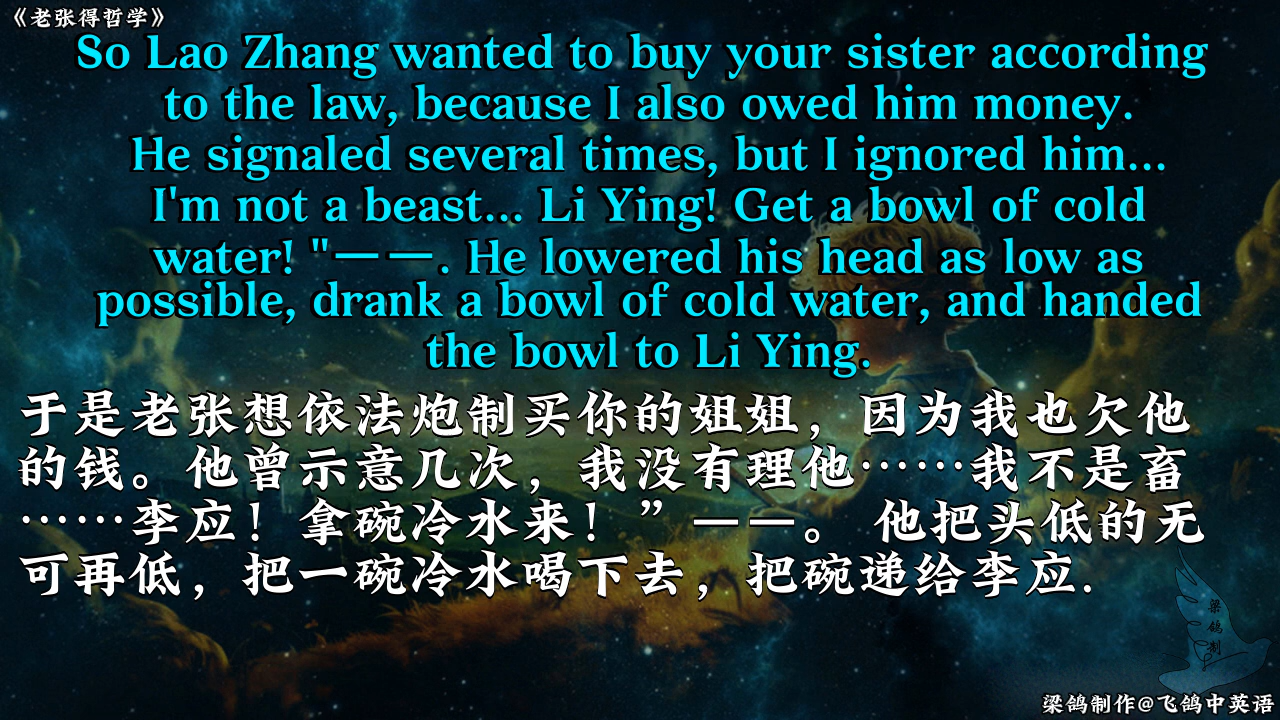 《老张得哲学》
So Lao Zhang wanted to buy your sister according
to the law, because I also owed him money.
He signaled several times, but I ignored him...
I'm not a beast... Li Ying! Get a bowl of cold
water! "——. He lowered his head as low as
possible, drank a bowl of cold water, and handed
the bowl to Li Ying.
于是老张想依法炮制买你的姐姐，因为我也欠他
的钱。他曾示意几次，我没有理他……我不是畜
……李应！拿碗冷水来！”——。 他把头低的无
可再低，把一碗冷水喝下去，把碗递给李应.
梁鸽制
梁鸽制作@飞鸽中英语